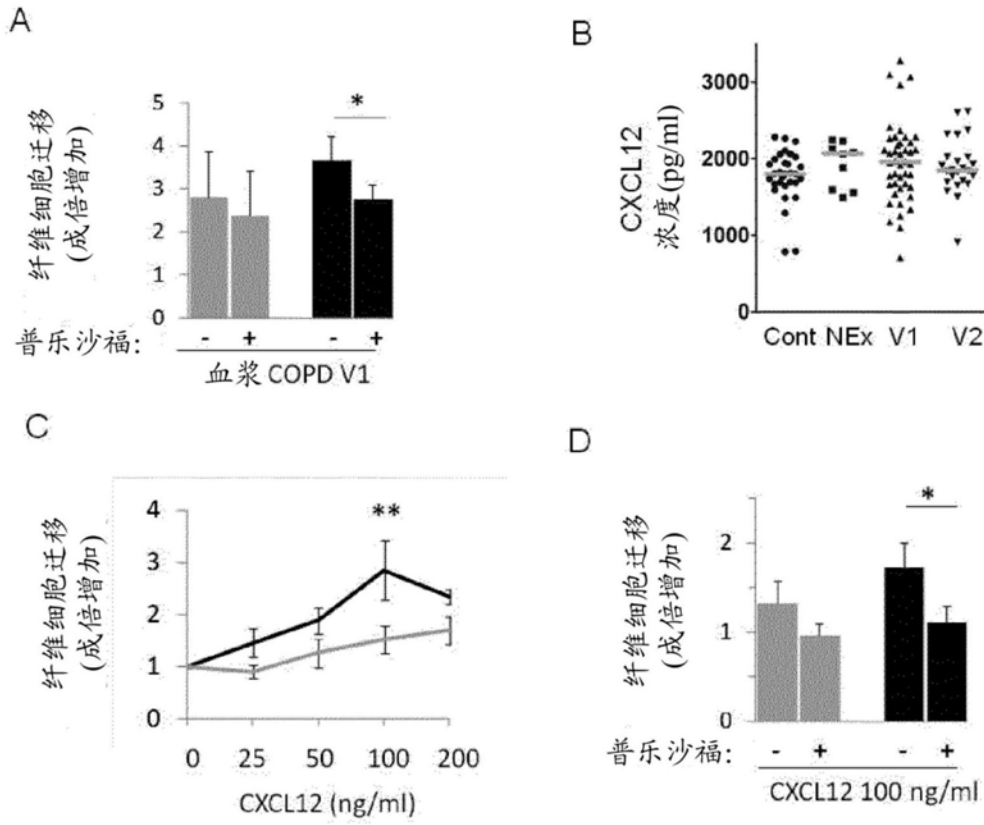 A
纤维细胞迁移
(成倍增加)
5
4
3
2
1
0
*
普乐沙福: - + - +
血浆 COPD V1
B
CXCL12
浓度(pg/ml)
3000
2000
1000
0
Cont NEx V1 V2
C
纤维细胞迁移
(成倍增加)
4
3
2
1
0
**
0 25 50 100 200
CXCL12 (ng/ml)
D
纤维细胞迁移
(成倍增加)
2
1
0
*
普乐沙福: - + - +
CXCL12 100 ng/ml